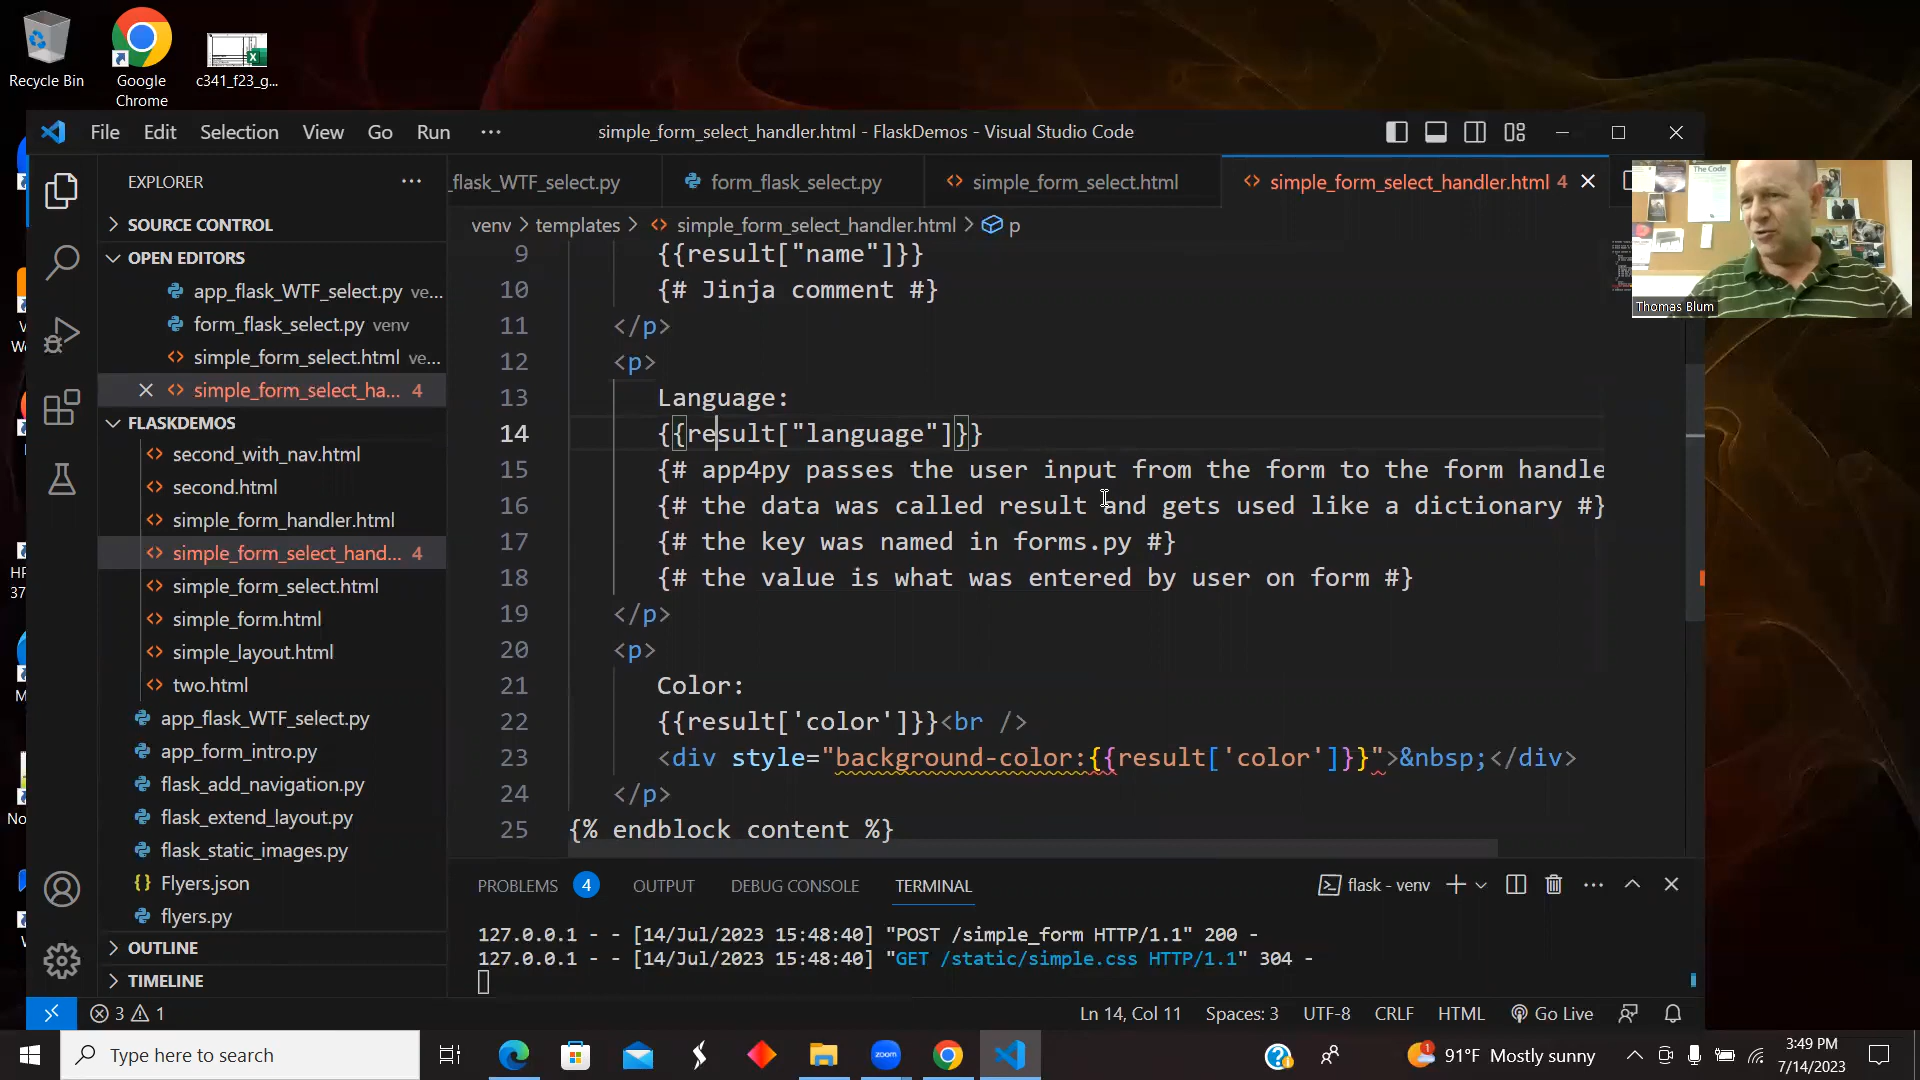 Recycle Bin
Google
Chrome
c341_f23_g...
File Edit Selection View Go Run ···
simple_form_select_handler.html - FlaskDemos - Visual Studio Code
EXPLORER
SOURCE CONTROL
OPEN EDITORS
app_flask_WTF_select.py ve...
form_flask_select.py venv
simple_form_select.html ve...
simple_form_select_ha... 4
FLASKDEMOS
second_with_nav.html
second.html
simple_form_handler.html
simple_form_select_hand... 4
simple_form_select.html
simple_form.html
simple_layout.html
two.html
app_flask_WTF_select.py
app_form_intro.py
flask_add_navigation.py
flask_extend_layout.py
flask_static_images.py
Flyers.json
flyers.py
OUTLINE
TIMELINE
_flask_WTF_select.py
form_flask_select.py
simple_form_select.html
simple_form_select_handler.html 4
venv > templates > simple_form_select_handler.html > p
9 {{result["name"]}}
10 {# Jinja comment #}
11 </p>
12 <p>
13 Language:
14 {{result["language"]}}
15 {# app4py passes the user input from the form to the form handle
16 {# the data was called result and gets used like a dictionary #}
17 {# the key was named in forms.py #}
18 {# the value is what was entered by user on form #}
19 </p>
20 <p>
21 Color:
22 {{result['color']}}<br />
23 <div style="background-color:{{result['color']}}">&nbsp;</div>
24 </p>
25 {% endblock content %}
The Code
Thomas Blum
PROBLEMS 4 OUTPUT DEBUG CONSOLE TERMINAL
flask - venv
127.0.0.1 - - [14/Jul/2023 15:48:40] "POST /simple_form HTTP/1.1" 200 -
127.0.0.1 - - [14/Jul/2023 15:48:40] "GET /static/simple.css HTTP/1.1" 304 -
3 1
Ln 14, Col 11 Spaces: 3 UTF-8 CRLF HTML Go Live
Type here to search
zoom
1
91°F Mostly sunny
3:49 PM
7/14/2023